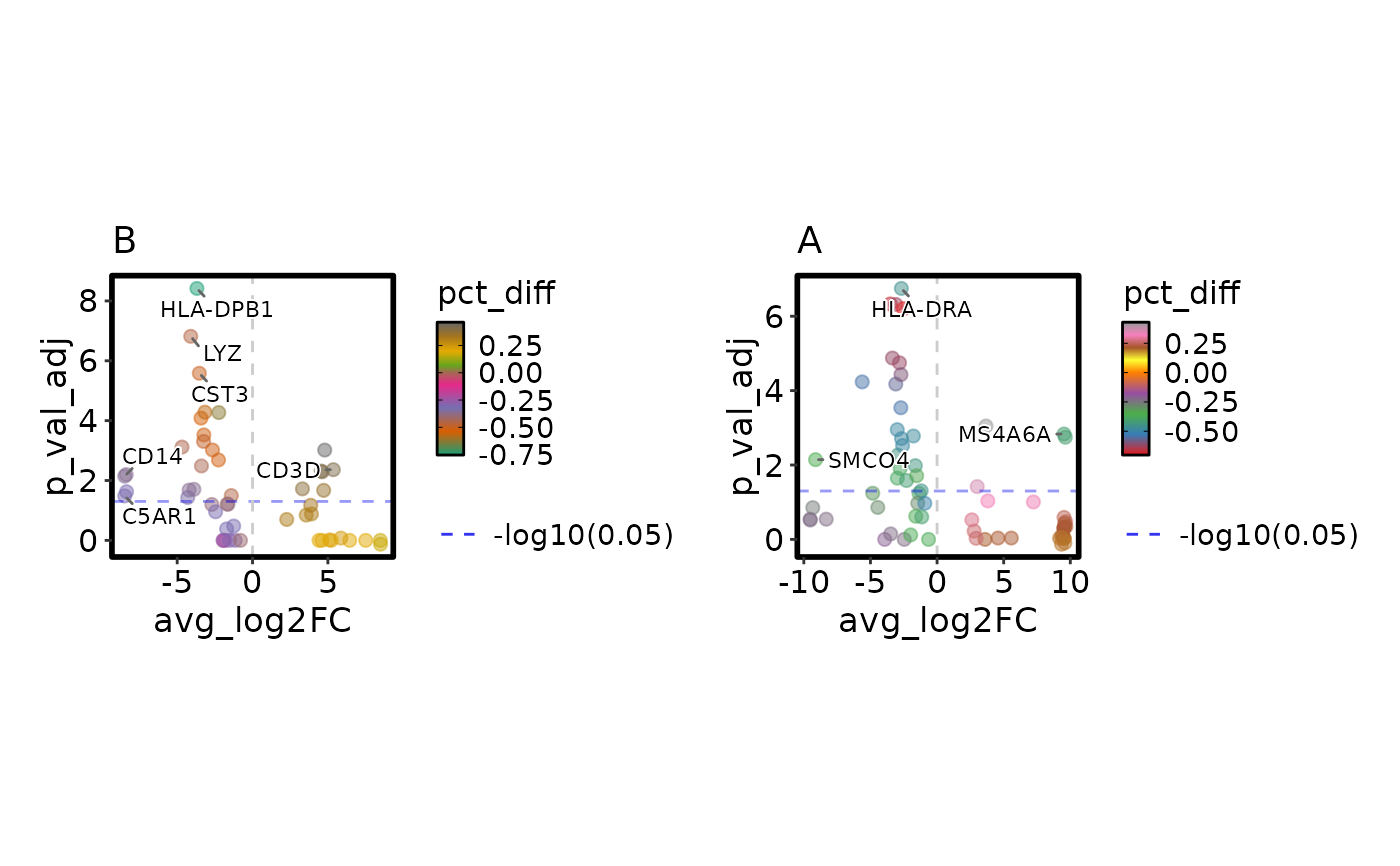 B
p_val_adj
8
6
4
2
0
HLA-DPB1
LYZ
CST3
CD14
CD3D
C5AR1
-5
0
5
avg_log2FC
pct_diff
0.25
0.00
-0.25
-0.50
-0.75
-log10(0.05)
A
p_val_adj
6
4
2
0
HLA-DRA
MS4A6A
SMCO4
-10
-5
0
5
10
avg_log2FC
pct_diff
0.25
0.00
-0.25
-0.50
-log10(0.05)